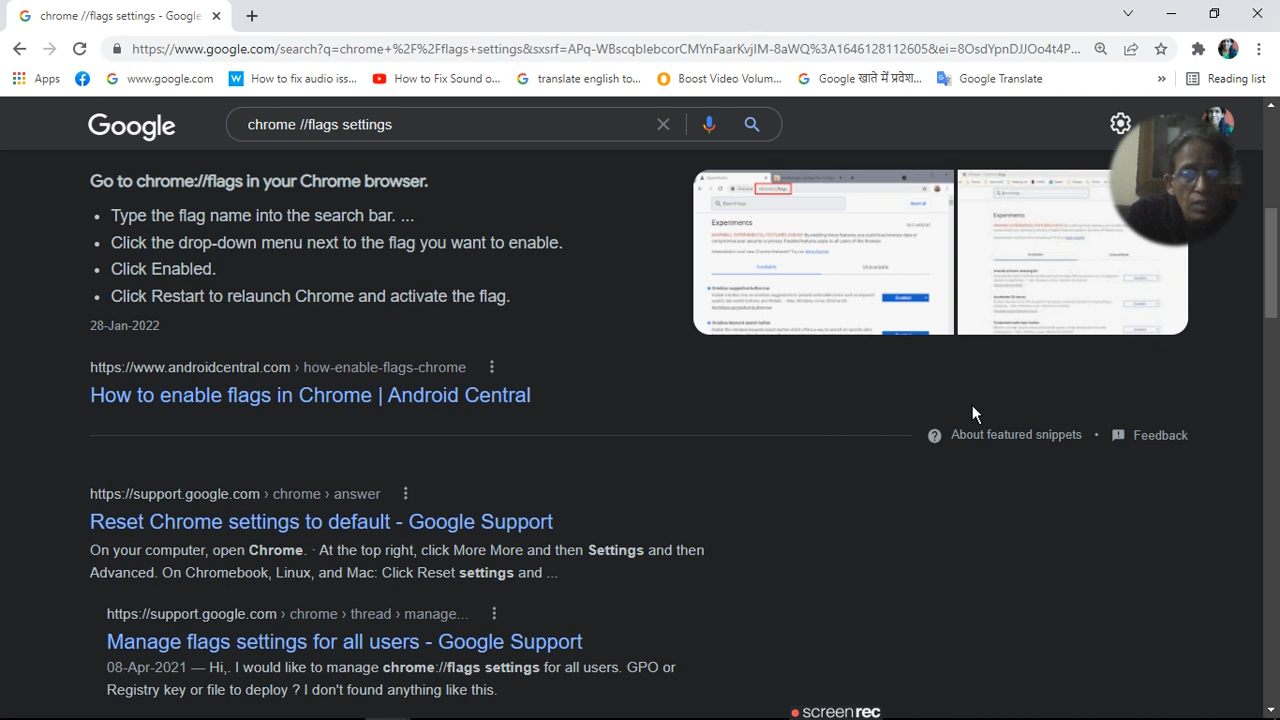 chrome //flags settings - Google
https://www.google.com/search?q=chrome+%2F%2Fflags+settings&sxsrf=APq-WBscqbIebcorCMYnFaarKvjIM-8aWQ%3A1646128112605&ei=8OsdYpnDJJOo4t4P...
Apps
www.google.com
How to fix audio iss...
How to Fix Sound o...
translate english to...
Boost Video Volum...
Google खाते में प्रवेश...
Google Translate
»
Reading list
Google
chrome //flags settings
Go to chrome://flags in your Chrome browser.
• Type the flag name into the search bar. ...
• Click the drop-down menu next to the flag you want to enable.
• Click Enabled.
• Click Restart to relaunch Chrome and activate the flag.
28-Jan-2022
Experiments
Available
Experiments
https://www.androidcentral.com › how-enable-flags-chrome
How to enable flags in Chrome | Android Central
About featured snippets • Feedback
https://support.google.com › chrome › answer
Reset Chrome settings to default - Google Support
On your computer, open Chrome. · At the top right, click More More and then Settings and then
Advanced. On Chromebook, Linux, and Mac: Click Reset settings and ...
https://support.google.com › chrome › thread › manage...
Manage flags settings for all users - Google Support
08-Apr-2021 — Hi,. I would like to manage chrome://flags settings for all users. GPO or
Registry key or file to deploy ? I don't found anything like this.
screenrec